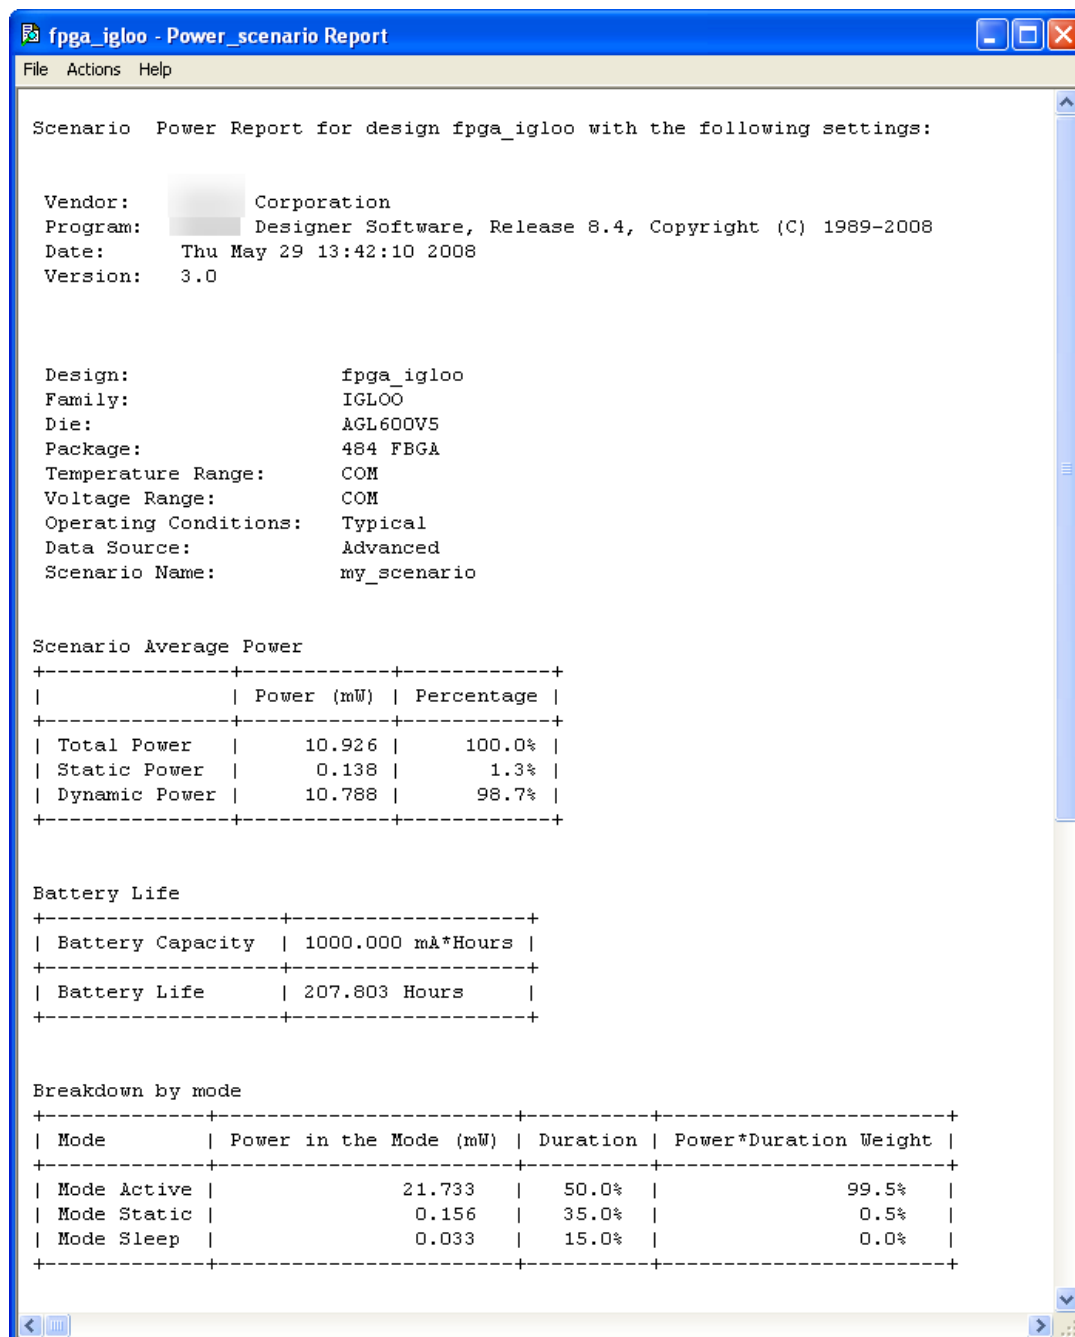 fpga_igloo - Power_scenario Report
File Actions Help
Scenario  Power Report for design fpga_igloo with the following settings:
Vendor: Corporation
Program: Designer Software, Release 8.4, Copyright (C) 1989-2008
Date: Thu May 29 13:42:10 2008
Version: 3.0
Design: fpga_igloo
Family: IGLOO
Die: AGL600V5
Package: 484 FBGA
Temperature Range: COM
Voltage Range: COM
Operating Conditions: Typical
Data Source: Advanced
Scenario Name: my_scenario
Scenario Average Power
+---------------+------------+------------+
|               | Power (mW) | Percentage |
+---------------+------------+------------+
| Total Power   |     10.926 |     100.0% |
| Static Power  |      0.138 |       1.3% |
| Dynamic Power |     10.788 |      98.7% |
+---------------+------------+------------+
Battery Life
+-------------------+-------------------+
| Battery Capacity  | 1000.000 mA*Hours |
+-------------------+-------------------+
| Battery Life      | 207.803 Hours     |
+-------------------+-------------------+
Breakdown by mode
+-------------+------------------------+----------+-----------------------+
| Mode        | Power in the Mode (mW) | Duration | Power*Duration Weight |
+-------------+------------------------+----------+-----------------------+
| Mode Active |              21.733    |   50.0%  |               99.5%   |
| Mode Static |               0.156    |   35.0%  |                0.5%   |
| Mode Sleep  |               0.033    |   15.0%  |                0.0%   |
+-------------+------------------------+----------+-----------------------+